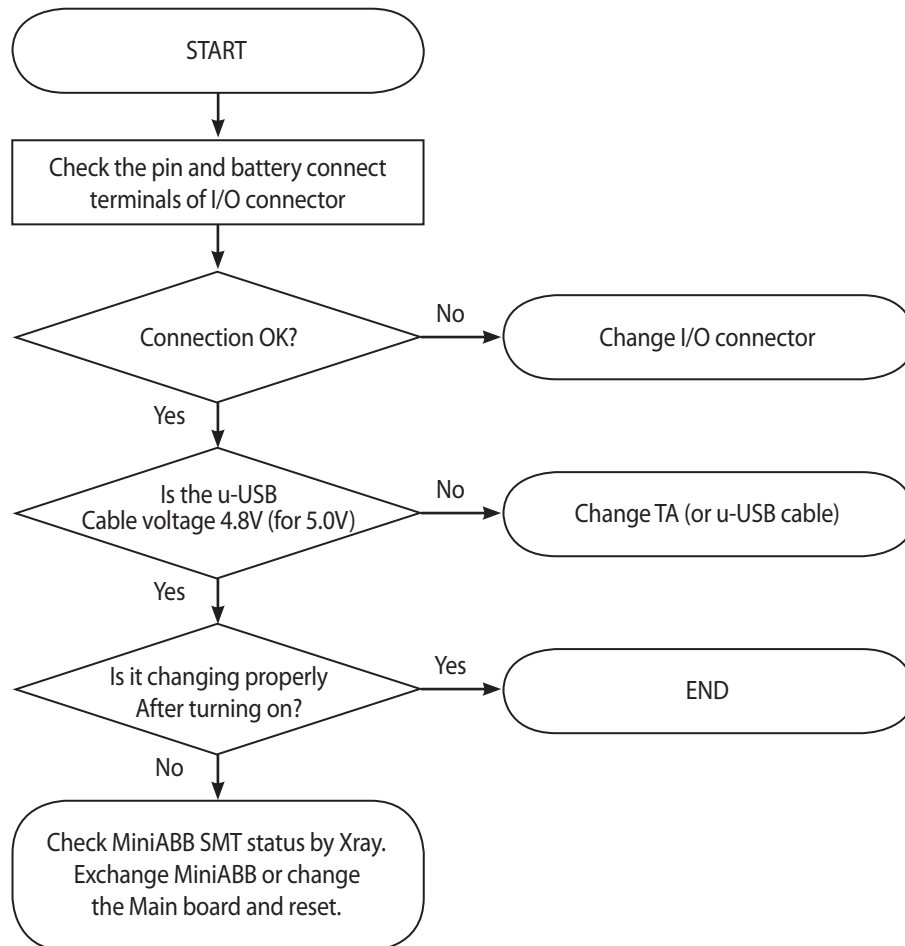 START
Check the pin and battery connect
terminals of I/O connector
Connection OK?
No
Change I/O connector
Yes
Is the u-USB
Cable voltage 4.8V (for 5.0V)
No
Change TA (or u-USB cable)
Yes
Is it changing properly
After turning on?
Yes
END
No
Check MiniABB SMT status by Xray.
Exchange MiniABB or change
the Main board and reset.